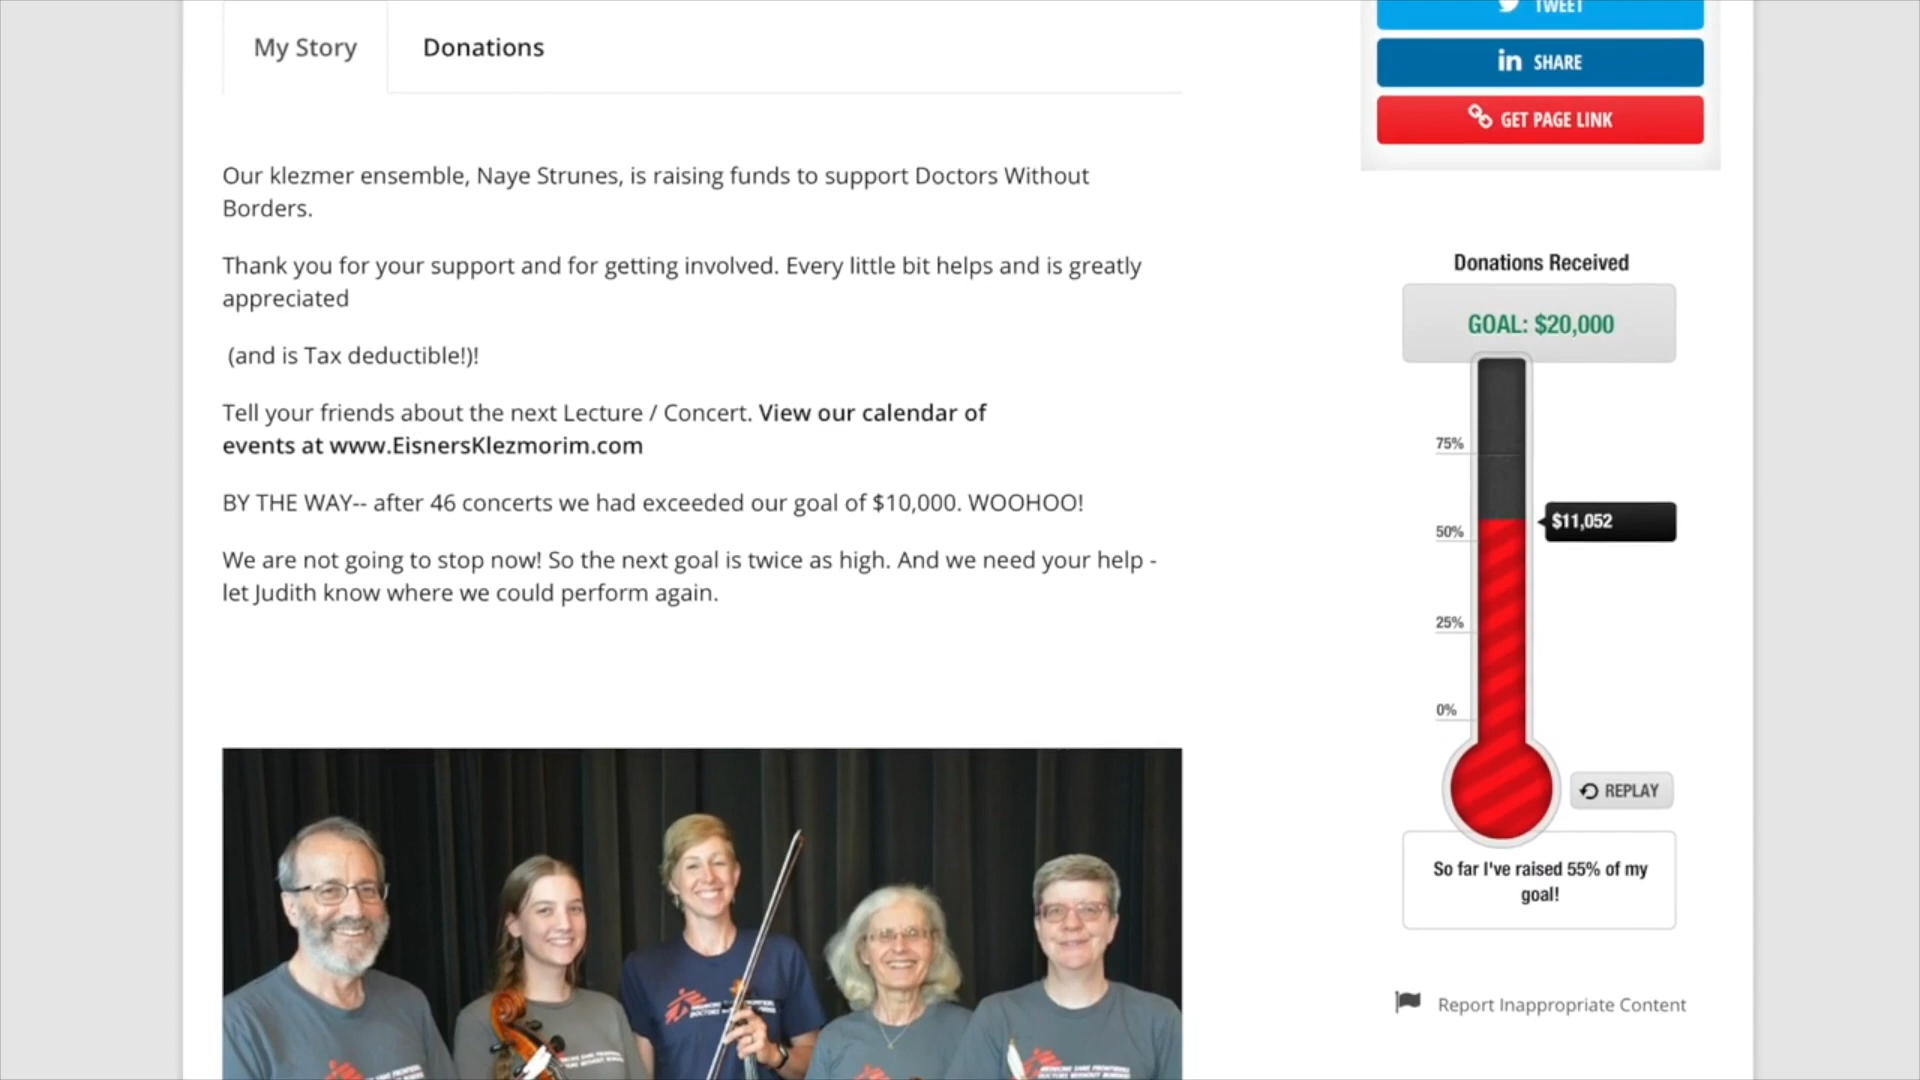 My Story
Donations
Our klezmer ensemble, Naye Strunes, is raising funds to support Doctors Without
Borders.
Thank you for your support and for getting involved. Every little bit helps and is greatly
appreciated
(and is Tax deductible!)!
Tell your friends about the next Lecture / Concert. View our calendar of
events at www.EisnersKlezmorim.com
BY THE WAY-- after 46 concerts we had exceeded our goal of $10,000. WOOHOO!
We are not going to stop now! So the next goal is twice as high. And we need your help -
let Judith know where we could perform again.
TWEET
in SHARE
GET PAGE LINK
Donations Received
GOAL: $20,000
75%
$11,052
50%
25%
0%
REPLAY
So far I've raised 55% of my
goal!
Report Inappropriate Content